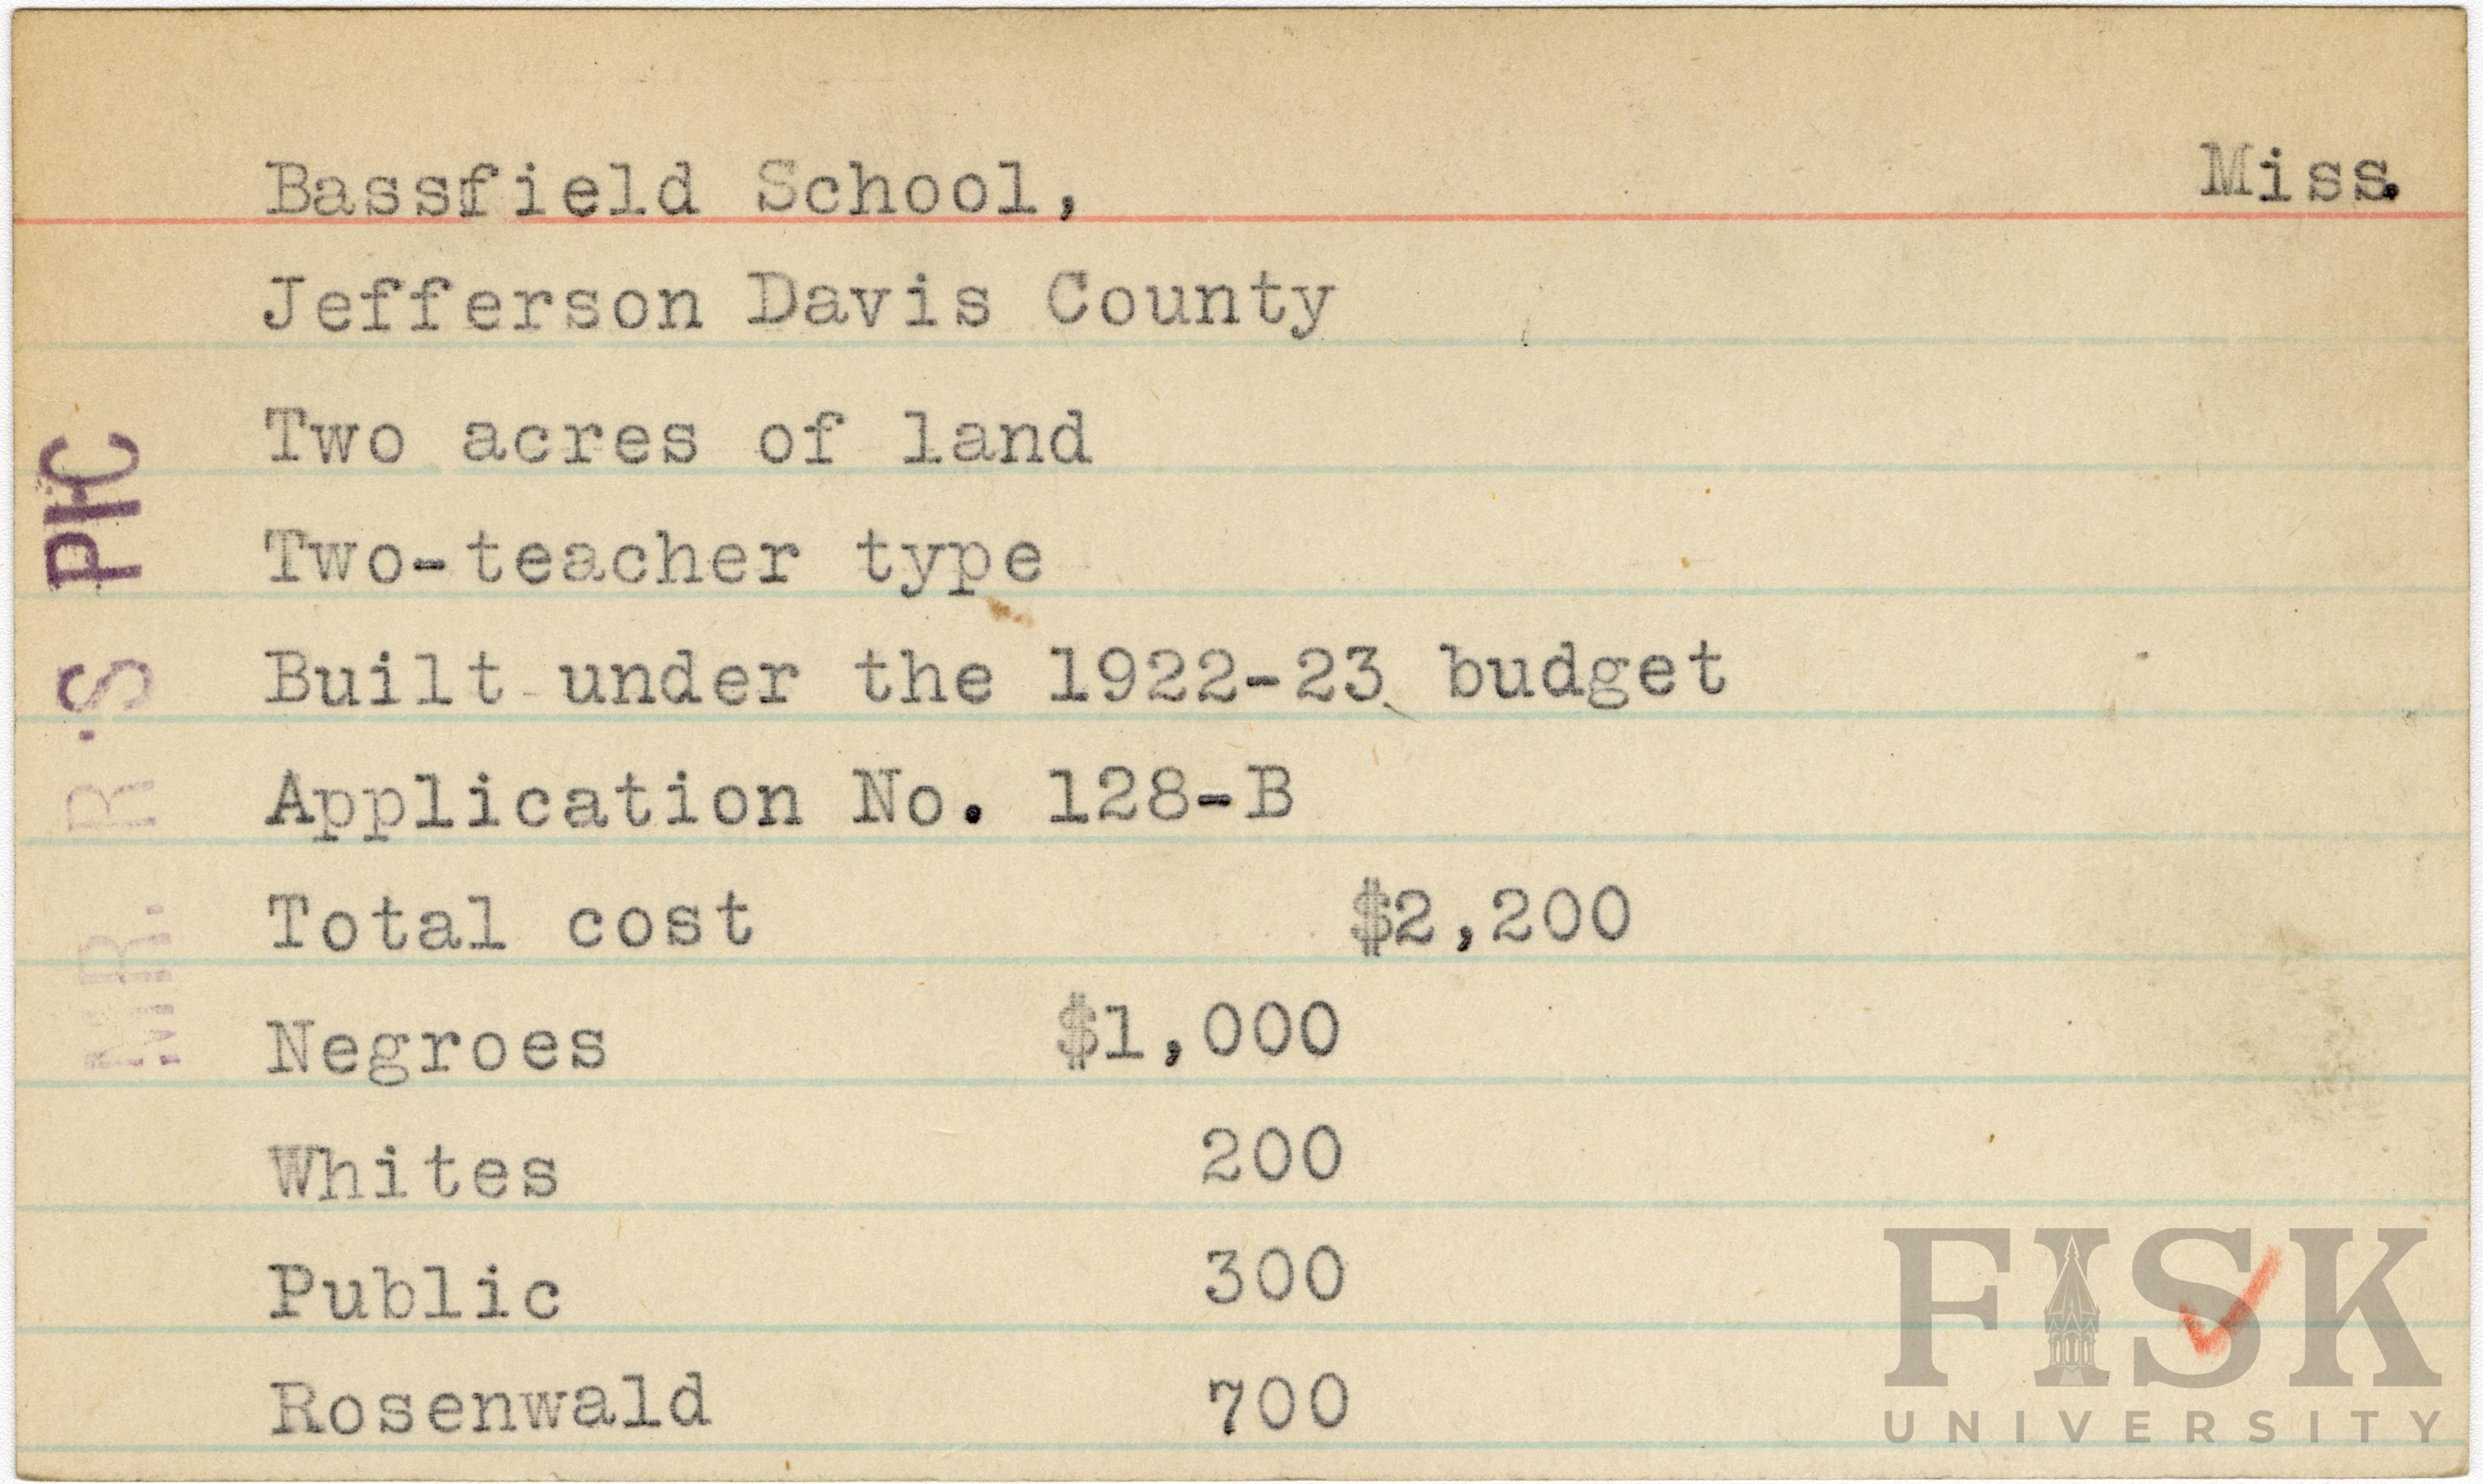 Bassfield School, Miss.
Jefferson Davis County
Two acres of land
Two-teacher type
Built under the 1922-23 budget
Application No. 128-B
Total cost $2,200
Negroes $1,000
Whites 200
Public 300
Rosenwald 700
MR. R·S PHC
FISK
UNIVERSITY